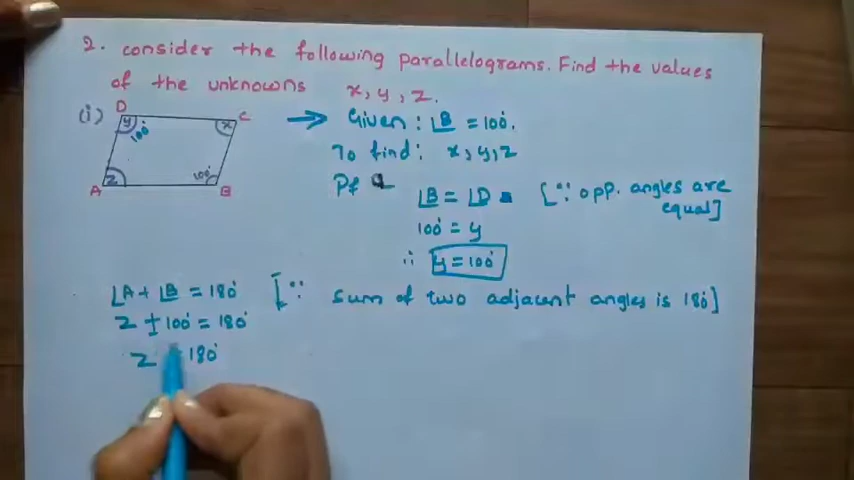 2. consider the following parallelograms. Find the values
of the unknowns x, y, z.
(i) D C → Given : ∠B = 100°.
y x
100°
To find : x, y, z
z 100°
A B
Pf
∠B = ∠D [∵ opp. angles are
equal]
100° = y
∴ y = 100°
∠A + ∠B = 180° [∵ sum of two adjacent angles is 180°]
z + 100° = 180°
z = 180°